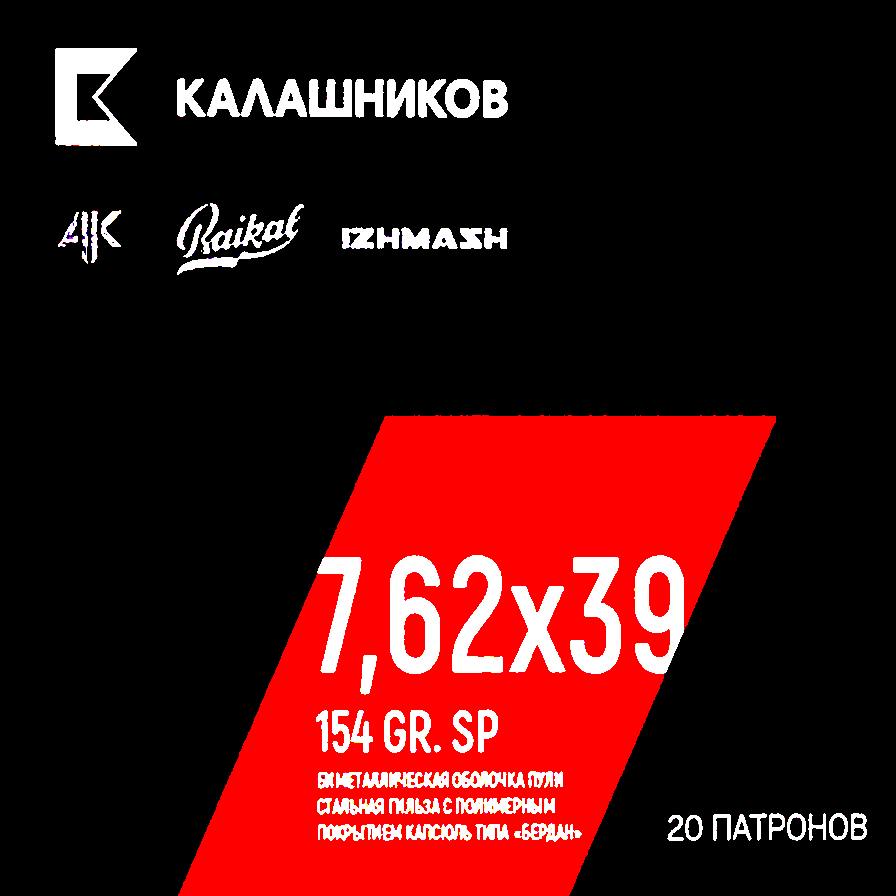 КАЛАШНИКОВ
Baikal
IZHMASH
7,62x39
154 GR. SP
БИМЕТАЛЛИЧЕСКАЯ ОБОЛОЧКА ПУЛИ
СТАЛЬНАЯ ГИЛЬЗА С ПОЛИМЕРНЫМ
ПОКРЫТИЕМ КАПСЮЛЬ ТИПА «БЕРДАН»
20 ПАТРОНОВ